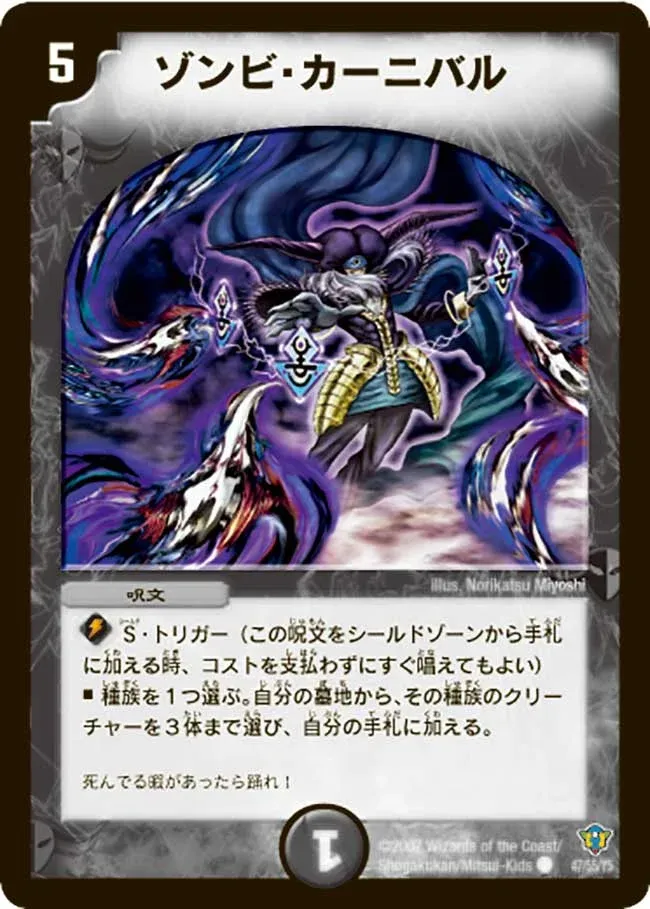 5
ゾンビ・カーニバル
illus. Norikatsu Miyoshi
呪文
S・トリガー（この呪文をシールドゾーンから手札
に加える時、コストを支払わずにすぐ唱えてもよい）
■ 種族を１つ選ぶ。自分の墓地から、その種族のクリー
チャーを３体まで選び、自分の手札に加える。
死んでる暇があったら踊れ！
1
©2007 Wizards of the Coast/
Shogakukan/Mitsui-Kids
47/55/Y5